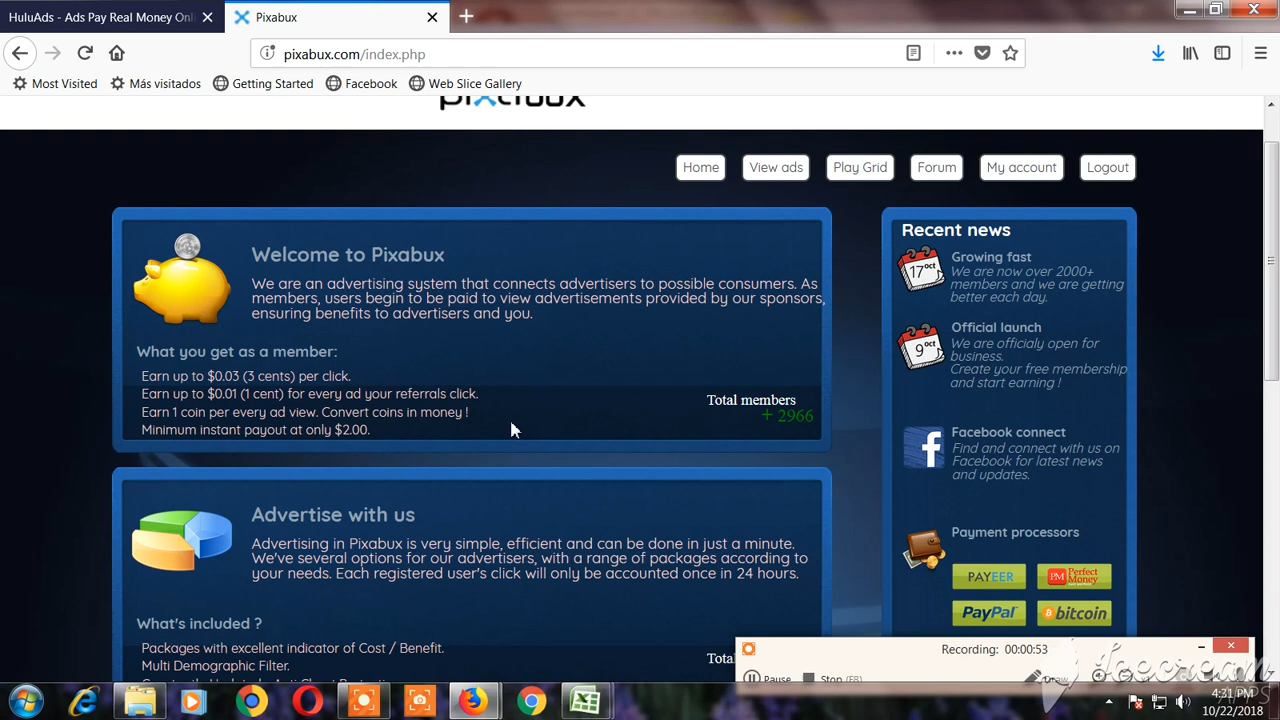 HuluAds - Ads Pay Real Money Onl
Pixabux
pixabux.com/index.php
Most Visited
Más visitados
Getting Started
Facebook
Web Slice Gallery
pixabux
Home
View ads
Play Grid
Forum
My account
Logout
Welcome to Pixabux
We are an advertising system that connects advertisers to possible consumers. As
members, users begin to be paid to view advertisements provided by our sponsors,
ensuring benefits to advertisers and you.
What you get as a member:
Earn up to $0.03 (3 cents) per click.
Earn up to $0.01 (1 cent) for every ad your referrals click.
Earn 1 coin per every ad view. Convert coins in money !
Minimum instant payout at only $2.00.
Total members
+ 2966
Advertise with us
Advertising in Pixabux is very simple, efficient and can be done in just a minute.
We've several options for our advertisers, with a range of packages according to
your needs. Each registered user's click will only be accounted once in 24 hours.
What's included ?
Packages with excellent indicator of Cost / Benefit.
Multi Demographic Filter.
Recent news
17 oct
Growing fast
We are now over 2000+
members and we are getting
better each day.
9 oct
Official launch
We are officialy open for
business.
Create your free membership
and start earning !
Facebook connect
Find and connect with us on
Facebook for latest news
and updates.
Payment processors
PAYEER
PM Perfect Money
PayPal
bitcoin
Recording: 00:00:53
Pause
Stop (F8)
Draw
Icecream
APPS
4:31 PM
10/22/2018